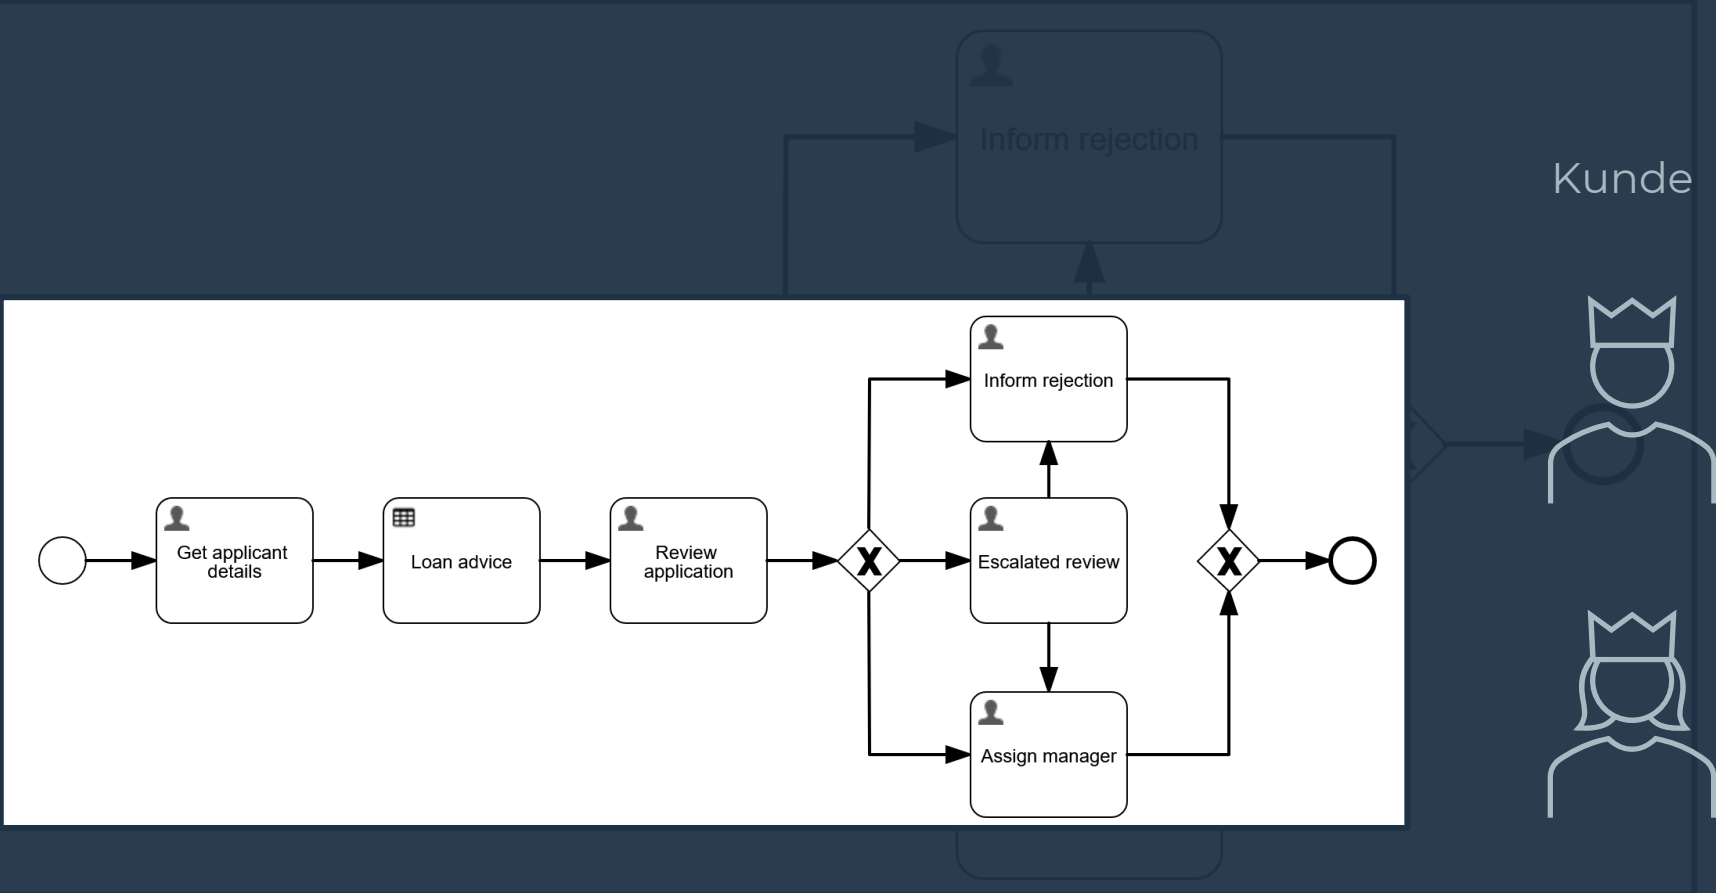 Inform rejection
Kunde
Inform rejection
Get applicant
details
Loan advice
Review
application
X
Escalated review
X
Assign manager